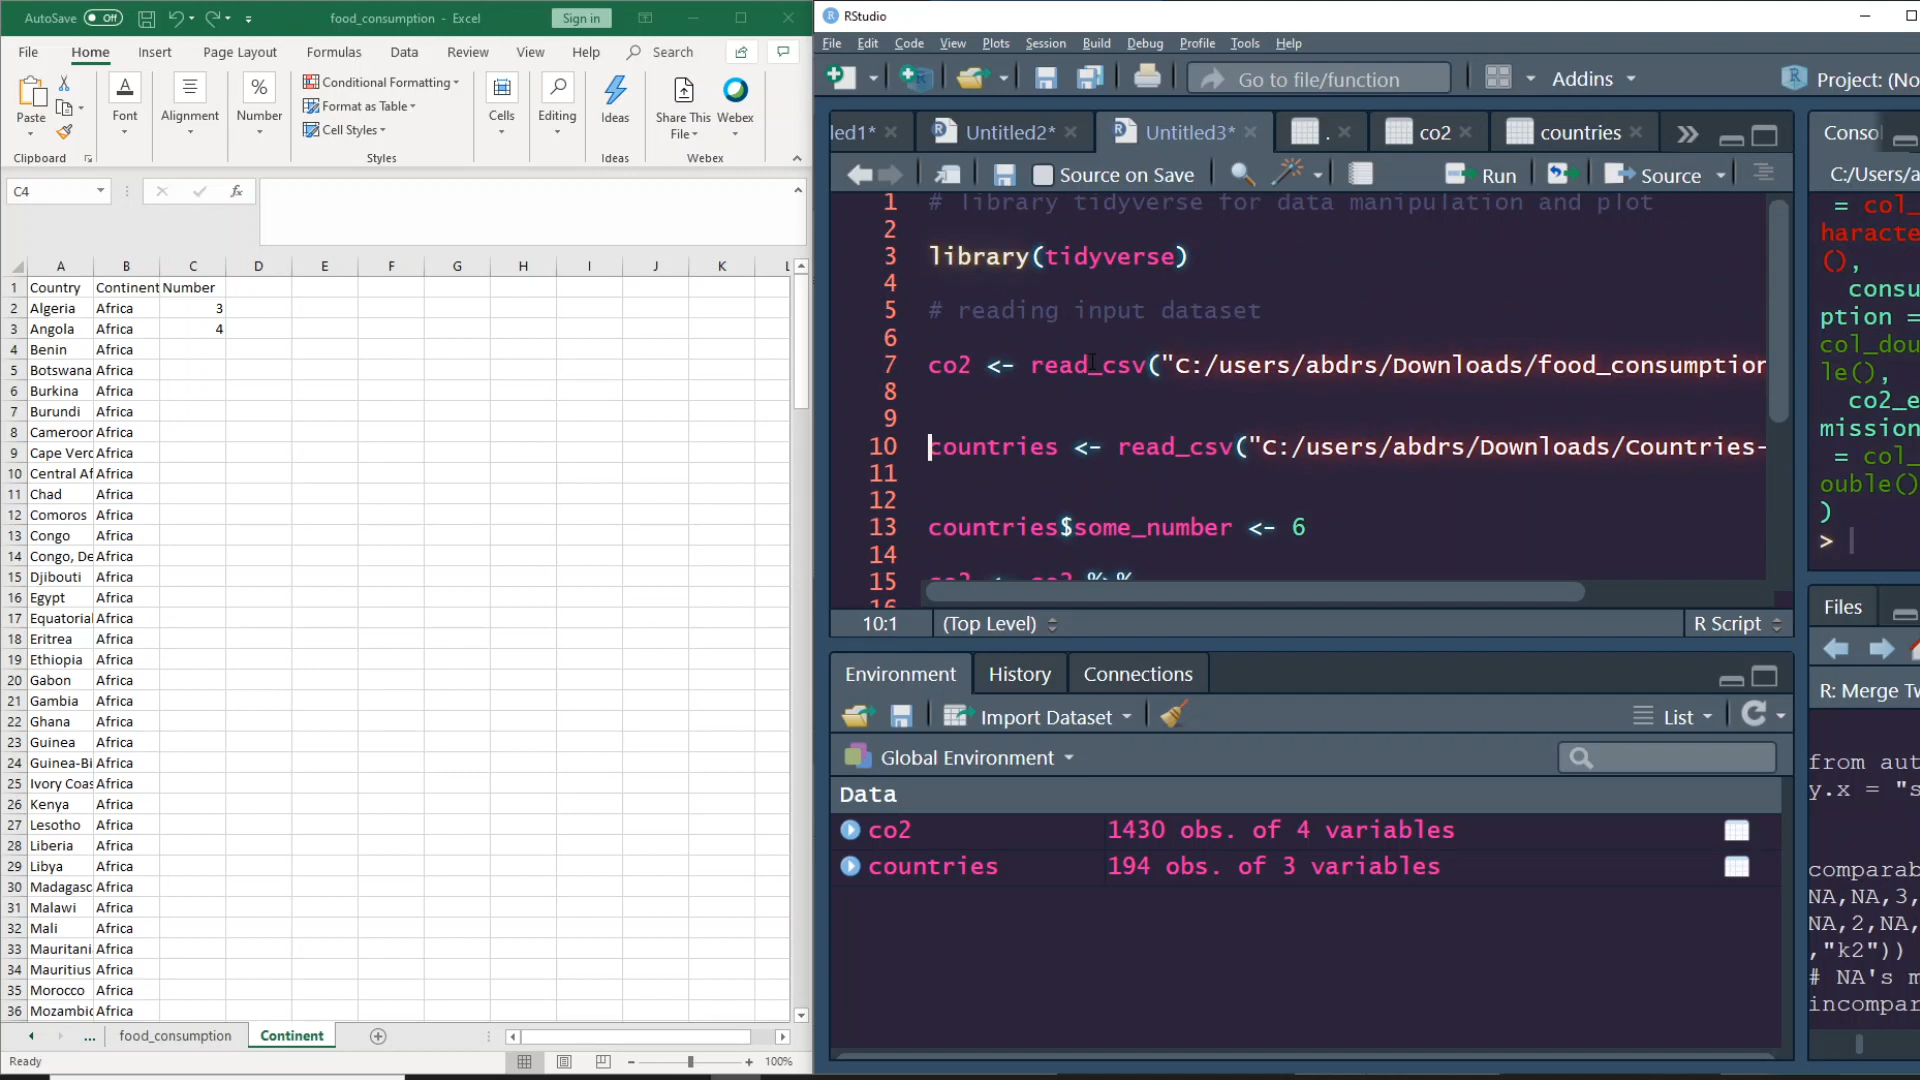 AutoSave Off food_consumption - Excel Sign in
File Home Insert Page Layout Formulas Data Review View Help Search
Paste Font Alignment Number Conditional Formatting Format as Table Cell Styles Cells Editing Ideas Share This File Webex
Clipboard Styles Ideas Webex
C4 fx
A B C D E F G H I J K L
1 Country Continent Number
2 Algeria Africa 3
3 Angola Africa 4
4 Benin Africa
5 Botswana Africa
6 Burkina Africa
7 Burundi Africa
8 Cameroor Africa
9 Cape Verc Africa
10 Central Af Africa
11 Chad Africa
12 Comoros Africa
13 Congo Africa
14 Congo, De Africa
15 Djibouti Africa
16 Egypt Africa
17 Equatorial Africa
18 Eritrea Africa
19 Ethiopia Africa
20 Gabon Africa
21 Gambia Africa
22 Ghana Africa
23 Guinea Africa
24 Guinea-Bi Africa
25 Ivory Coas Africa
26 Kenya Africa
27 Lesotho Africa
28 Liberia Africa
29 Libya Africa
30 Madagasc Africa
31 Malawi Africa
32 Mali Africa
33 Mauritani Africa
34 Mauritius Africa
35 Morocco Africa
36 Mozambic Africa
... food_consumption Continent
Ready 100%
RStudio
File Edit Code View Plots Session Build Debug Profile Tools Help
Go to file/function Addins Project: (No
led1* Untitled2* Untitled3* . co2 countries
Source on Save Run Source
1 # library tidyverse for data manipulation and plot
2
3 library(tidyverse)
4
5 # reading input dataset
6
7 co2 <- read_csv("C:/users/abdrs/Downloads/food_consumption
8
9
10 countries <- read_csv("C:/users/abdrs/Downloads/Countries-
11
12
13 countries$some_number <- 6
14
15 co2 <- co2 %>%
16
10:1 (Top Level) R Script
Environment History Connections
Import Dataset List
Global Environment
Data
co2 1430 obs. of 4 variables
countries 194 obs. of 3 variables
Conso
C:/Users/a
= col_
haracte
(),
consu
ption =
col_dou
le(),
co2_e
mission
= col_
ouble()
)
>
Files
R: Merge Tw
from aut
y.x = "s
comparab
NA,NA,3,
NA,2,NA,
,"k2"))
# NA's m
incompar